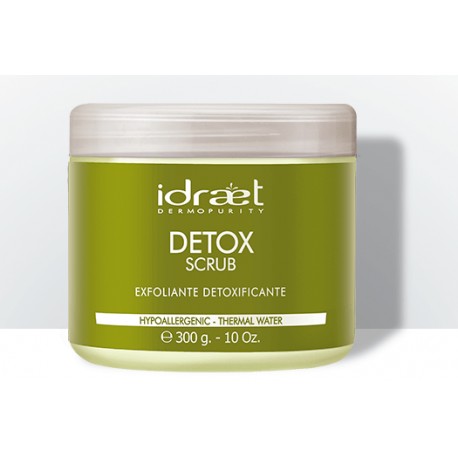 idraet
DERMOPURITY
DETOX
SCRUB
EXFOLIANTE DETOXIFICANTE
HYPOALLERGENIC - THERMAL WATER
℮ 300 g. - 10 Oz.